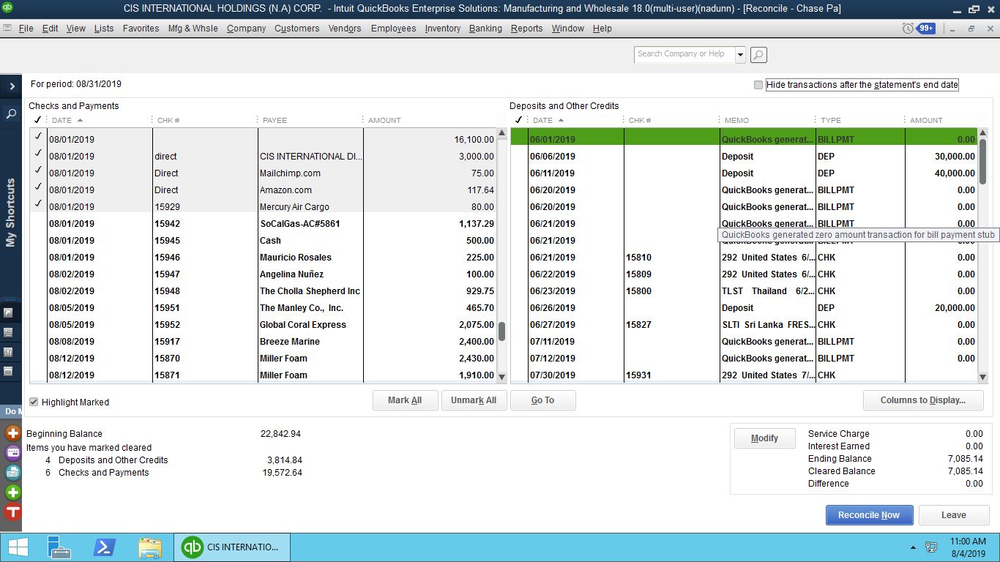 CIS INTERNATIONAL HOLDINGS (N.A) CORP. - Intuit QuickBooks Enterprise Solutions: Manufacturing and Wholesale 18.0(multi-user)(nadunn) - [Reconcile - Chase Pa]
File Edit View Lists Favorites Mfg & Whsle Company Customers Vendors Employees Inventory Banking Reports Window Help 99+
Search Company or Help
For period: 08/31/2019 Hide transactions after the statement's end date
Checks and Payments Deposits and Other Credits
DATE CHK # PAYEE AMOUNT DATE CHK # MEMO TYPE AMOUNT
08/01/2019 16,100.00 06/01/2019 QuickBooks generat... BILLPMT 0.00
08/01/2019 direct CIS INTERNATIONAL DI... 3,000.00 06/06/2019 Deposit DEP 30,000.00
08/01/2019 Direct Mailchimp.com 75.00 06/11/2019 Deposit DEP 40,000.00
08/01/2019 Direct Amazon.com 117.64 06/20/2019 QuickBooks generat... BILLPMT 0.00
08/01/2019 15929 Mercury Air Cargo 80.00 06/20/2019 QuickBooks generat... BILLPMT 0.00
08/01/2019 15942 SoCalGas-AC#5861 1,137.29 06/21/2019 QuickBooks generat... BILLPMT 0.00
QuickBooks generated zero amount transaction for bill payment stub
08/01/2019 15945 Cash 500.00 06/21/2019 QuickBooks generat... BILLPMT 0.00
08/01/2019 15946 Mauricio Rosales 225.00 06/21/2019 15810 292 United States 6/... CHK 0.00
08/02/2019 15947 Angelina Nuñez 100.00 06/22/2019 15809 292 United States 6/... CHK 0.00
08/02/2019 15948 The Cholla Shepherd Inc 929.75 06/23/2019 15800 TLST Thailand 6/2... CHK 0.00
08/05/2019 15951 The Manley Co., Inc. 465.70 06/26/2019 Deposit DEP 20,000.00
08/05/2019 15952 Global Coral Express 2,075.00 06/27/2019 15827 SLTI Sri Lanka FRES... CHK 0.00
08/08/2019 15917 Breeze Marine 2,400.00 07/11/2019 QuickBooks generat... BILLPMT 0.00
08/12/2019 15870 Miller Foam 2,430.00 07/12/2019 QuickBooks generat... BILLPMT 0.00
08/12/2019 15871 Miller Foam 1,910.00 07/30/2019 15931 292 United States 7/... CHK 0.00
My Shortcuts
Do M
Highlight Marked Mark All Unmark All Go To Columns to Display...
Beginning Balance 22,842.94
Items you have marked cleared
4 Deposits and Other Credits 3,814.84
6 Checks and Payments 19,572.64
Modify
Service Charge 0.00
Interest Earned 0.00
Ending Balance 7,085.14
Cleared Balance 7,085.14
Difference 0.00
Reconcile Now Leave
qb CIS INTERNATIO...
11:00 AM
8/4/2019